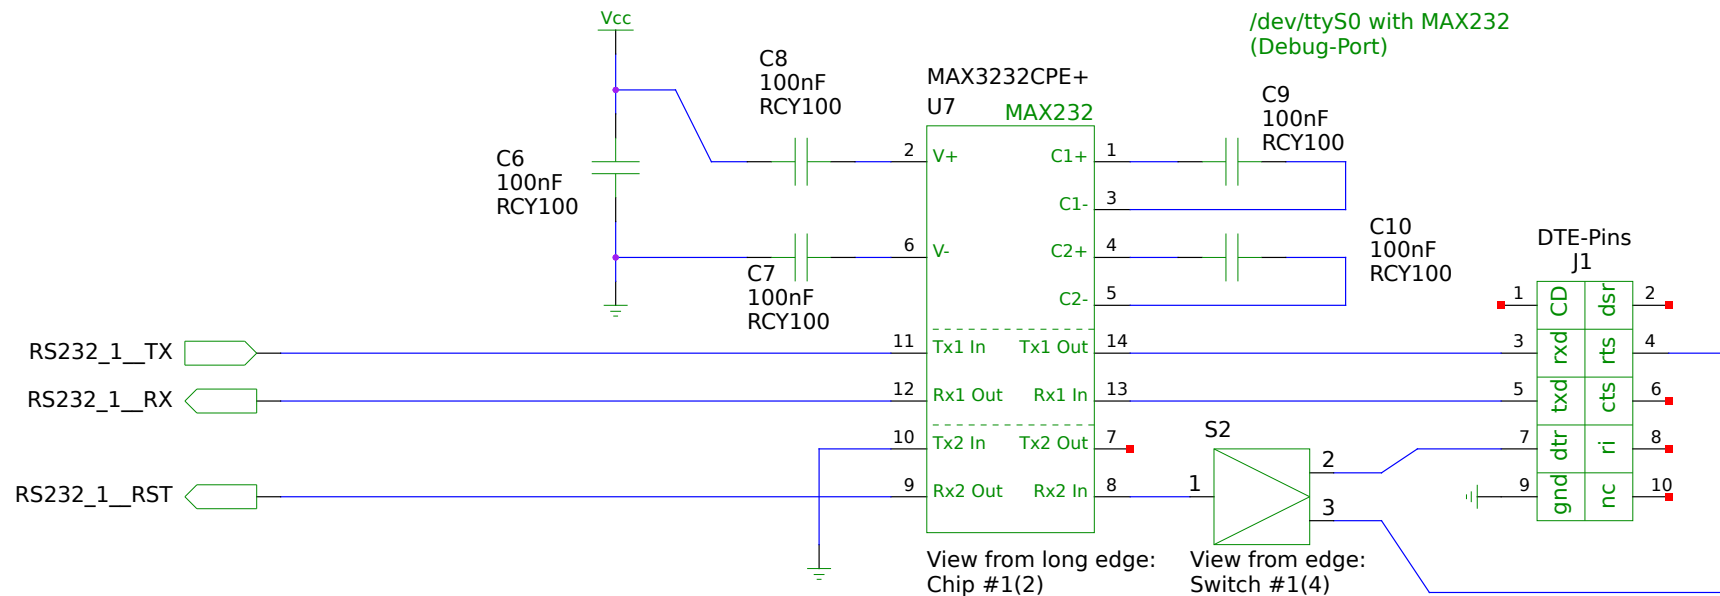 Vcc
/dev/ttyS0 with MAX232
(Debug-Port)
C8
100nF
RCY100
MAX3232CPE+
U7
MAX232
C9
100nF
RCY100
C6
100nF
RCY100
2 V+ C1+ 1
C1- 3
C10
100nF
RCY100
6 V- C2+ 4
C7
100nF
RCY100
C2- 5
DTE-Pins
J1
1 CD dsr 2
RS232_1__TX
11 Tx1 In Tx1 Out 14
3 rxd rts 4
RS232_1__RX
12 Rx1 Out Rx1 In 13
5 txd cts 6
10 Tx2 In Tx2 Out 7
S2
7 dtr ri 8
RS232_1__RST
9 Rx2 Out Rx2 In 8
1
2
3
9 gnd nc 10
View from long edge:
Chip #1(2)
View from edge:
Switch #1(4)